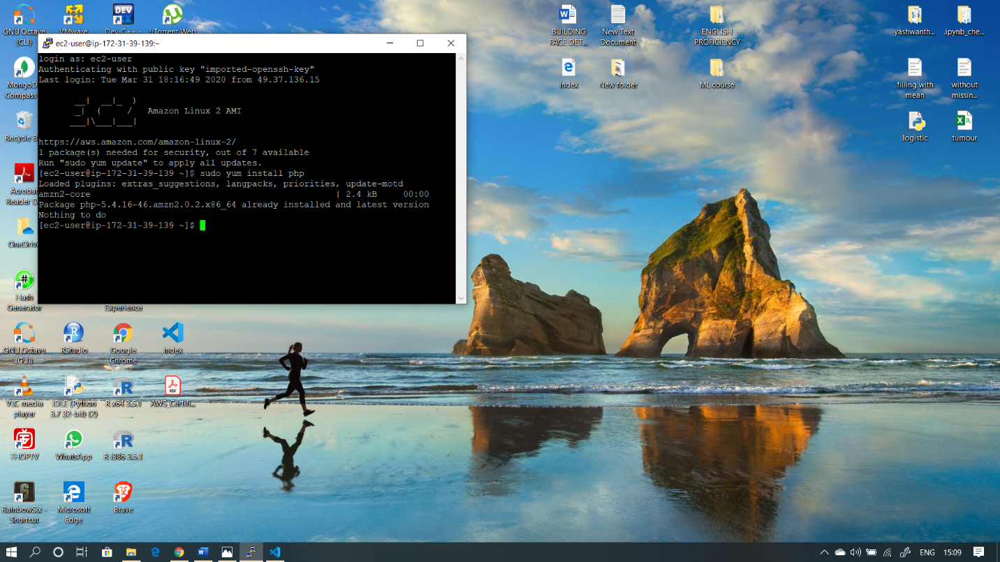 GNU Octave (CLI)
VMware
Dev-C++ -
uTorrent Web
BUILDING PAGE DET...
New Text Document
ENGLISH PROFICIENCY
yashwanth...
.ipynb_che...
ec2-user@ip-172-31-39-139:~
login as: ec2-user
Authenticating with public key "imported-openssh-key"
Last login: Tue Mar 31 18:16:49 2020 from 49.37.136.15
__| __|_ )
_| ( / Amazon Linux 2 AMI
___|\___|___|
https://aws.amazon.com/amazon-linux-2/
1 package(s) needed for security, out of 7 available
Run "sudo yum update" to apply all updates.
[ec2-user@ip-172-31-39-139 ~]$ sudo yum install php
Loaded plugins: extras_suggestions, langpacks, priorities, update-motd
amzn2-core | 2.4 kB 00:00
Package php-5.4.16-46.amzn2.0.2.x86_64 already installed and latest version
Nothing to do
[ec2-user@ip-172-31-39-139 ~]$
MongoD
Compass
index
New folder
ML course
filling with mean
without missin...
Recycle B
logistic
tumour
Acrobat
Reader D
OneDriv
Hash Generator
Experience
GNU Octave (GUI)
RStudio
Google Chrome
index
VLC media player
IDLE (Python 3.7 32-bit) (2)
R x64 3.5.1
AWS_Certifi...
THOPTV
WhatsApp
R i386 3.5.1
RainbowSix - Shortcut
Microsoft Edge
Brave
ENG
15:09